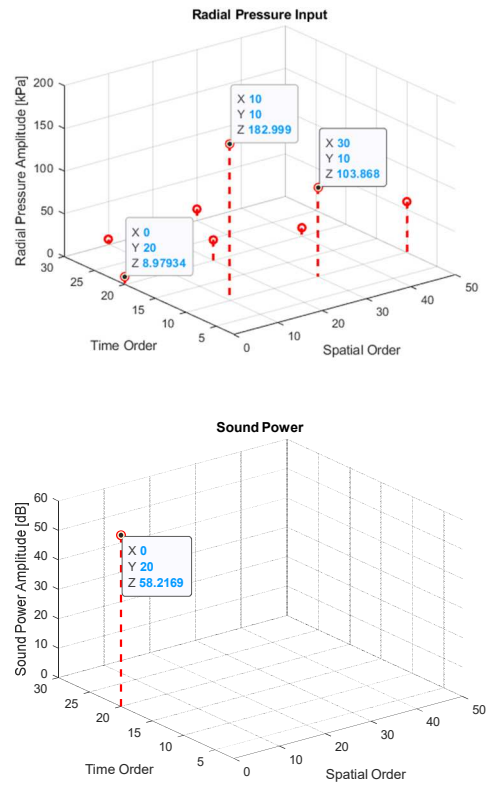 Radial Pressure Input
Radial Pressure Amplitude [kPa]
200
150
100
50
0
X 10
Y 10
Z 182.999
X 30
Y 10
Z 103.868
X 0
Y 20
Z 8.97934
30
25
20
15
10
5
Time Order
0
10
20
30
40
50
Spatial Order
Sound Power
Sound Power Amplitude [dB]
60
50
40
30
20
10
0
X 0
Y 20
Z 58.2169
30
25
20
15
10
5
Time Order
0
10
20
30
40
50
Spatial Order